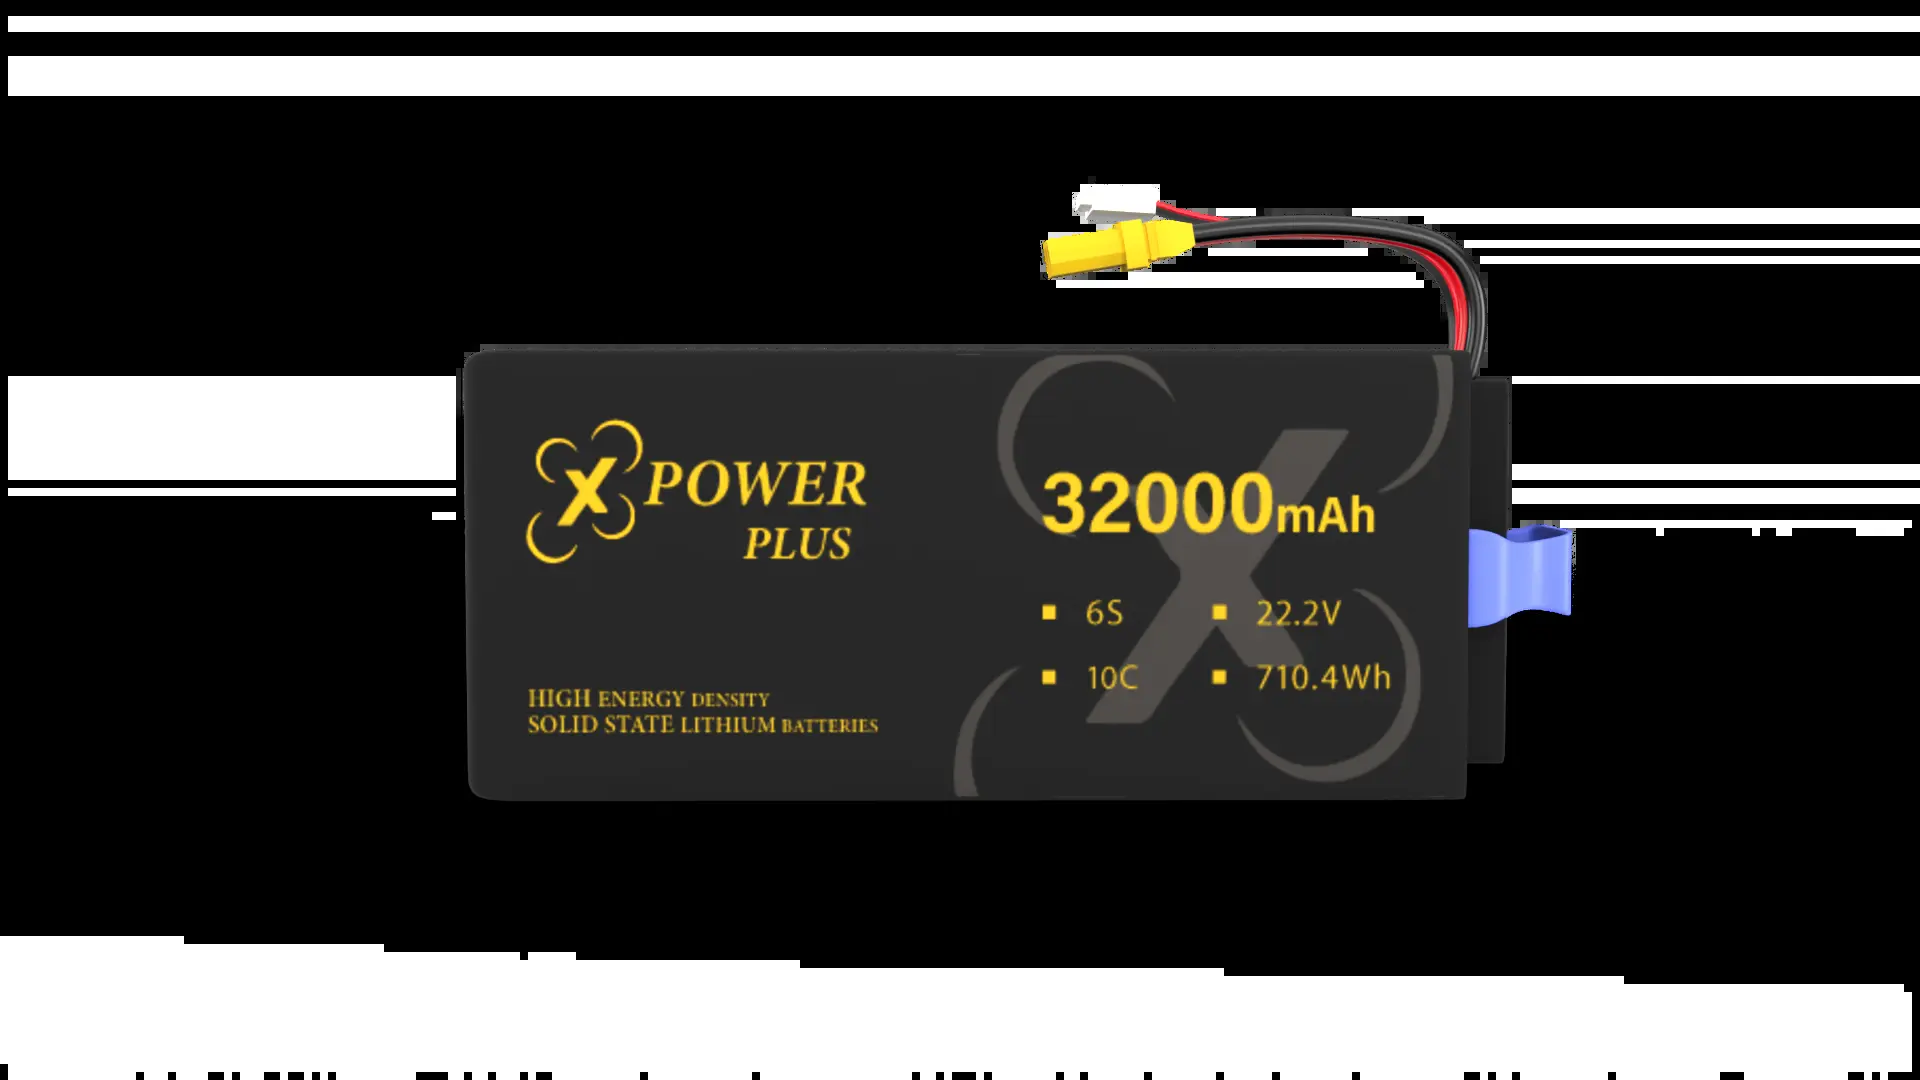 X POWER
PLUS
32000mAh
6S
22.2V
10C
710.4Wh
HIGH ENERGY DENSITY
SOLID STATE LITHIUM BATTERIES